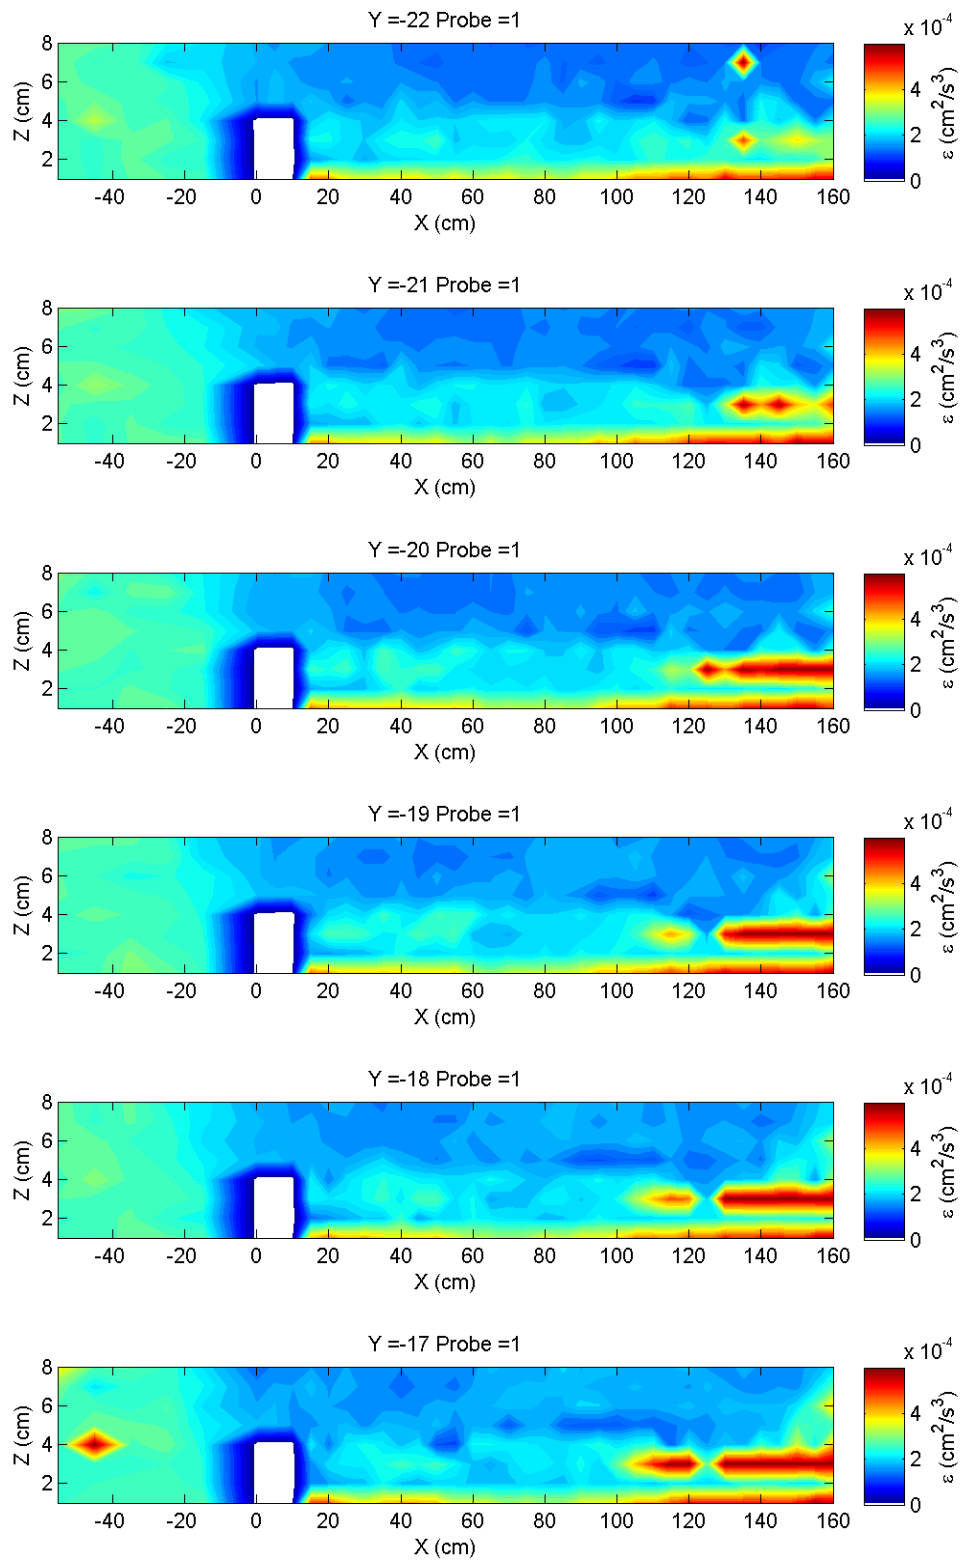 Y =-22 Probe =1
x 10-4
8
6
4
2
Z (cm)
-40 -20 0 20 40 60 80 100 120 140 160
X (cm)
6
4
2
0
ε (cm2/s3)
Y =-21 Probe =1
x 10-4
8
6
4
2
Z (cm)
-40 -20 0 20 40 60 80 100 120 140 160
X (cm)
6
4
2
0
ε (cm2/s3)
Y =-20 Probe =1
x 10-4
8
6
4
2
Z (cm)
-40 -20 0 20 40 60 80 100 120 140 160
X (cm)
4
2
0
ε (cm2/s3)
Y =-19 Probe =1
x 10-4
8
6
4
2
Z (cm)
-40 -20 0 20 40 60 80 100 120 140 160
X (cm)
4
2
0
ε (cm2/s3)
Y =-18 Probe =1
x 10-4
8
6
4
2
Z (cm)
-40 -20 0 20 40 60 80 100 120 140 160
X (cm)
4
2
0
ε (cm2/s3)
Y =-17 Probe =1
x 10-4
8
6
4
2
Z (cm)
-40 -20 0 20 40 60 80 100 120 140 160
X (cm)
4
2
0
ε (cm2/s3)